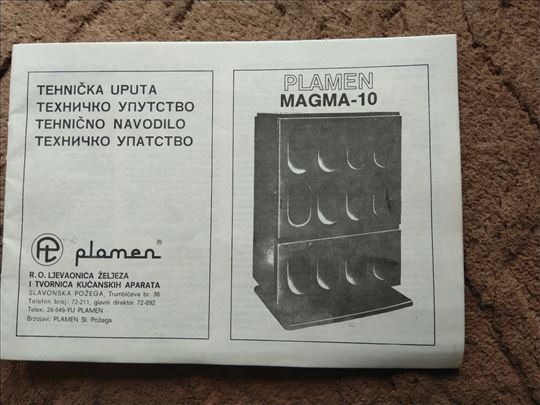 TEHNIČKA UPUTA
ТЕХНИЧКО УПУТСТВО
TEHNIČNO NAVODILO
ТЕХНИЧКО УПАТСТВО
plamen ®
R.O. LJEVAONICA ŽELJEZA
I TVORNICA KUĆANSKIH APARATA
SLAVONSKA POŽEGA, Trumbićeva br. 36
Telefon broj: 72-211, glavni direktor 72-892
Telex: 28-549-YU PLAMEN
Brzojavi: PLAMEN Sl. Požega
PLAMEN
MAGMA-10